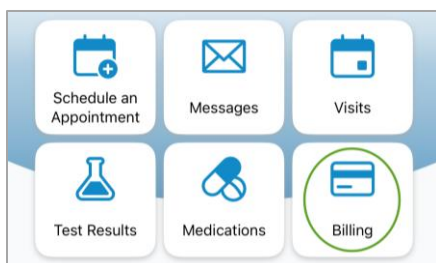 Schedule an
Appointment
Messages
Visits
Test Results
Medications
Billing